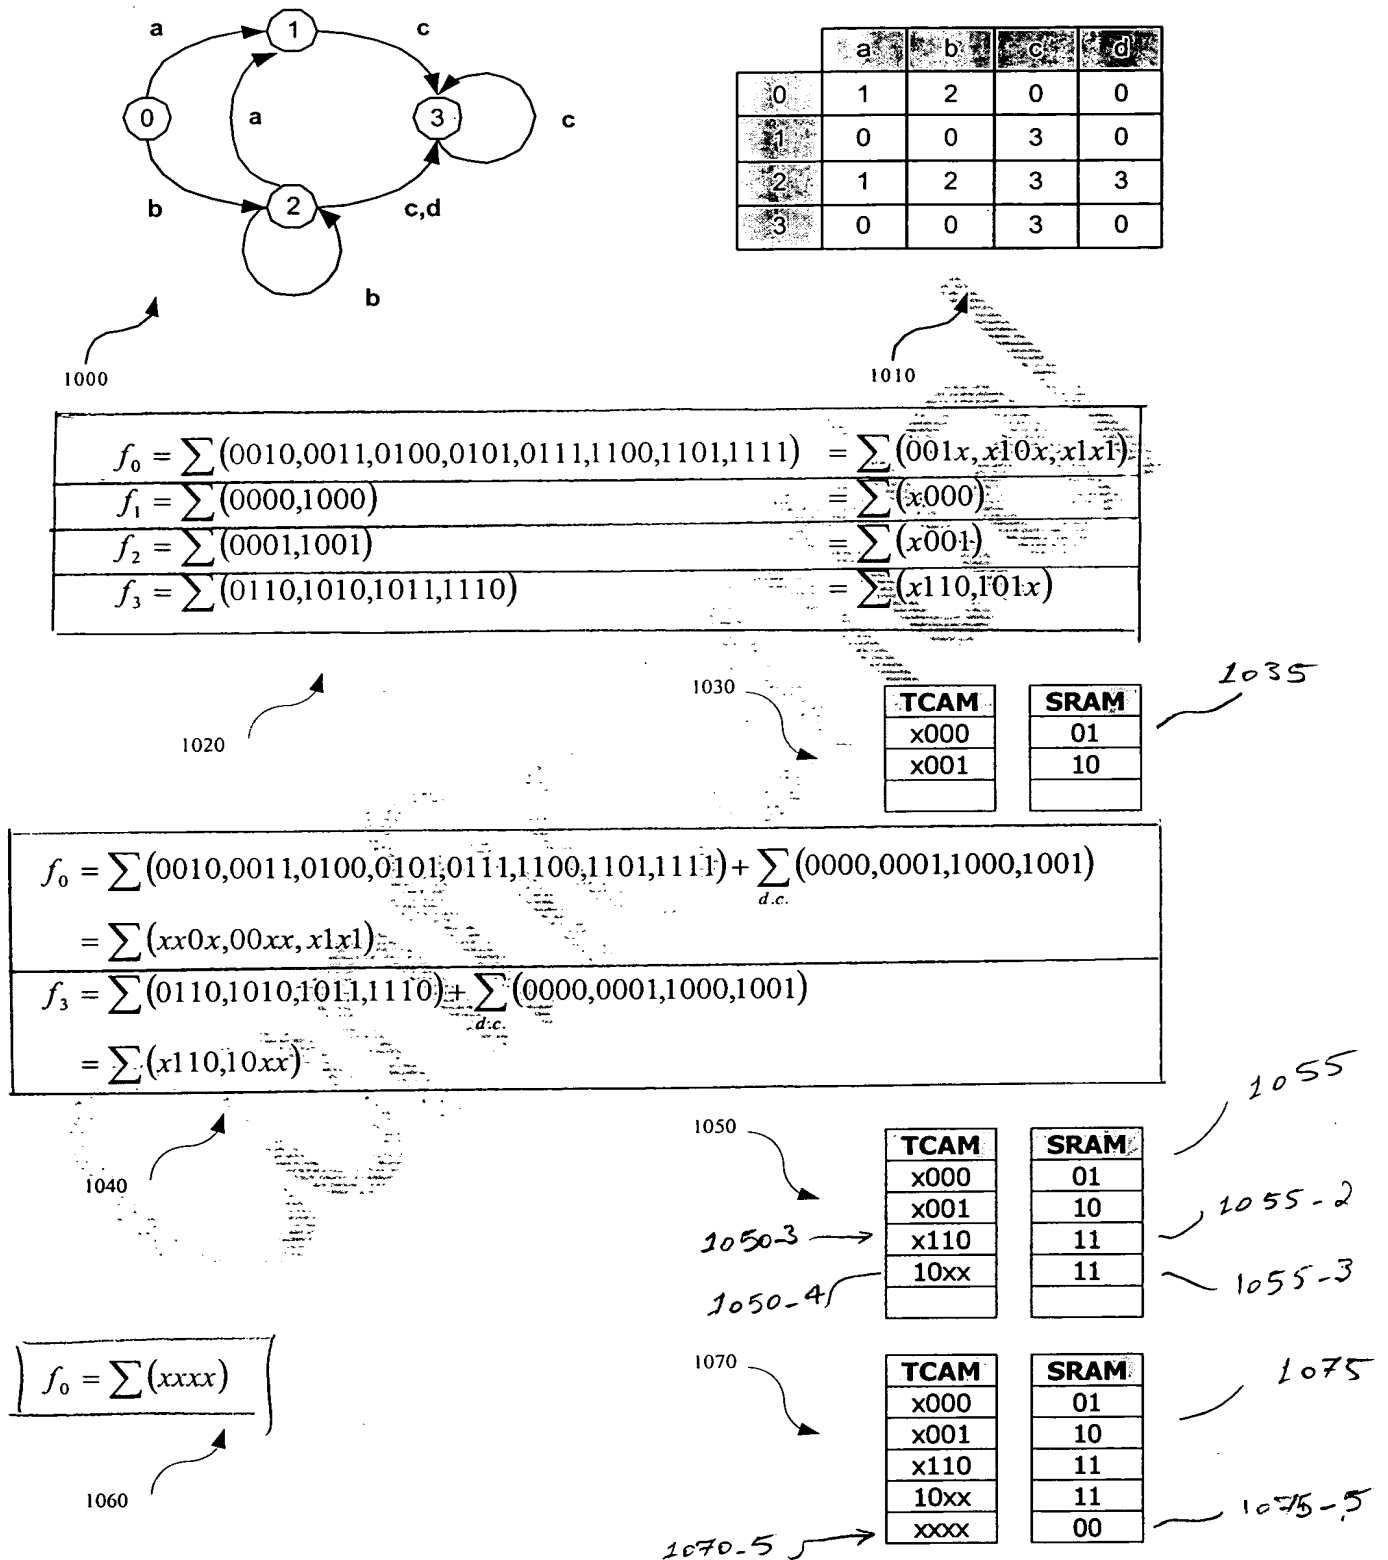 a
1
c
0
a
3
c
b
2
c,d
b
1000
a b c d
0 1 2 0 0
1 0 0 3 0
2 1 2 3 3
3 0 0 3 0
1010
f₀ = ∑(0010,0011,0100,0101,0111,1100,1101,1111) = ∑(001x, x10x, x1x1)
f₁ = ∑(0000,1000) = ∑(x000)
f₂ = ∑(0001,1001) = ∑(x001)
f₃ = ∑(0110,1010,1011,1110) = ∑(x110,101x)
1020
1030
TCAM SRAM
x000 01
x001 10
1035
f₀ = ∑(0010,0011,0100,0101,0111,1100,1101,1111) + ∑(0000,0001,1000,1001)
d.c.
= ∑(xx0x,00xx, x1x1)
f₃ = ∑(0110,1010,1011,1110) + ∑(0000,0001,1000,1001)
d.c.
= ∑(x110,10xx)
1040
1050
TCAM SRAM
x000 01
x001 10
x110 11
10xx 11
1055
1050-3
1055-2
1050-4
1055-3
f₀ = ∑(xxxx)
1060
1070
TCAM SRAM
x000 01
x001 10
x110 11
10xx 11
xxxx 00
1075
1070-5
1075-5